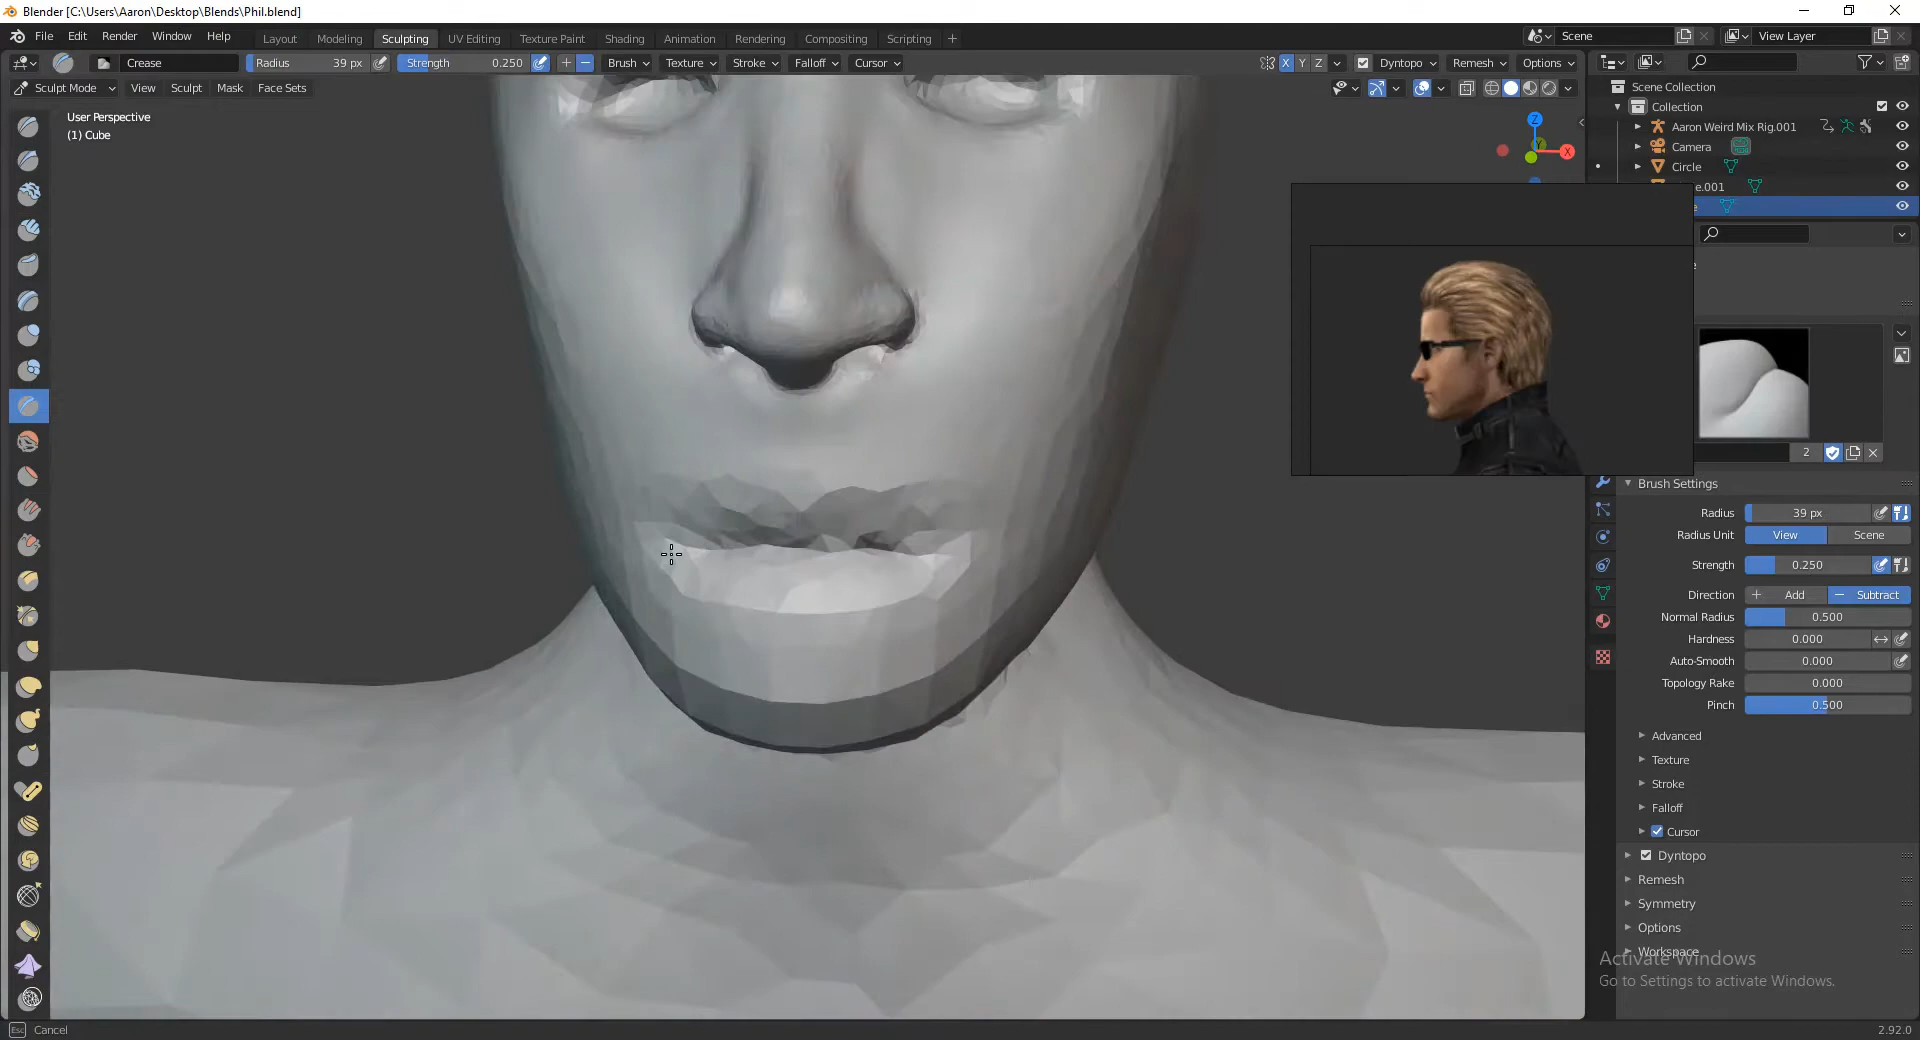 Blender [C:\Users\Aaron\Desktop\Blends\Phil.blend]
File Edit Render Window Help Layout Modeling Sculpting UV Editing Texture Paint Shading Animation Rendering Compositing Scripting + Scene View Layer
Crease Radius 39 px Strength 0.250 + − Brush Texture Stroke Falloff Cursor X Y Z Dyntopo Remesh Options
Sculpt Mode View Sculpt Mask Face Sets
User Perspective
(1) Cube
Z
X
Scene Collection
Collection
Aaron Weird Mix Rig.001
Camera
Circle
e.001
e
e
2
Brush Settings
Radius 39 px
Radius Unit View Scene
Strength 0.250
Direction + Add − Subtract
Normal Radius 0.500
Hardness 0.000
Auto-Smooth 0.000
Topology Rake 0.000
Pinch 0.500
Advanced
Texture
Stroke
Falloff
Cursor
Dyntopo
Remesh
Symmetry
Options
Workspace
Activate Windows
Go to Settings to activate Windows.
Esc Cancel
2.92.0